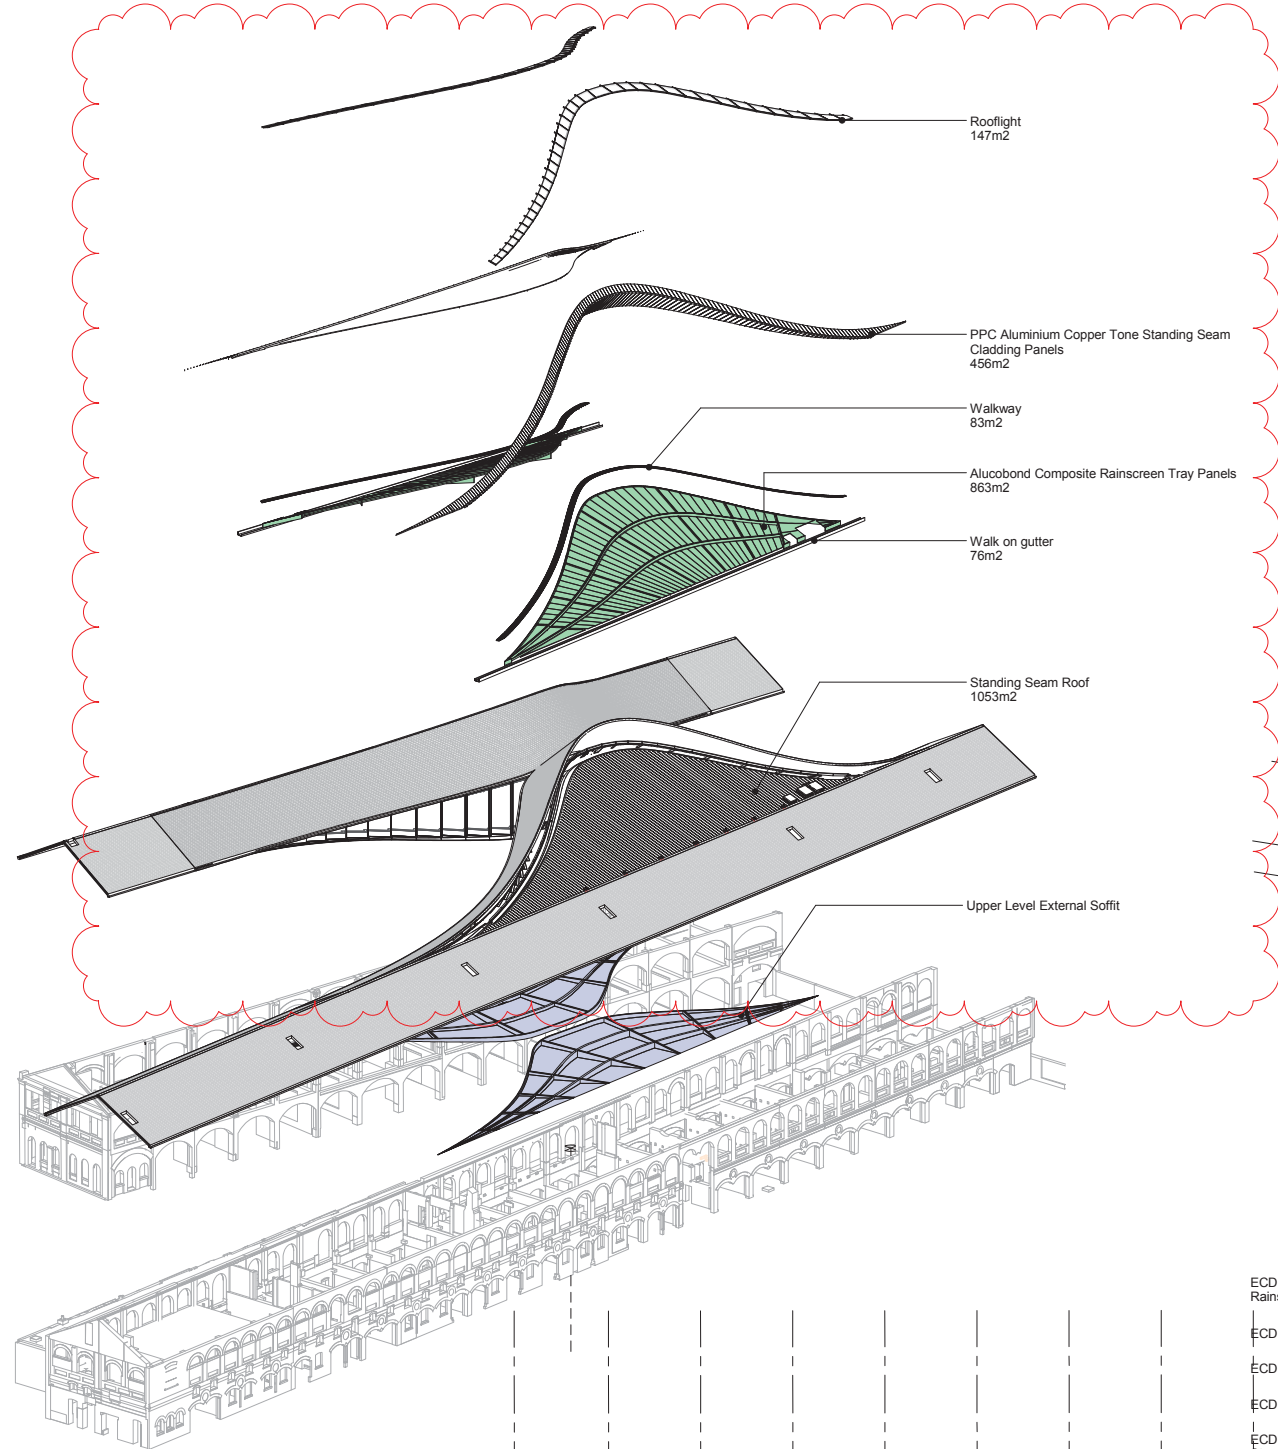 Rooflight
147m2
PPC Aluminium Copper Tone Standing Seam
Cladding Panels
456m2
Walkway
83m2
Alucobond Composite Rainscreen Tray Panels
863m2
Walk on gutter
76m2
Standing Seam Roof
1053m2
Upper Level External Soffit
ECD
ECD
ECD
ECD
ECD